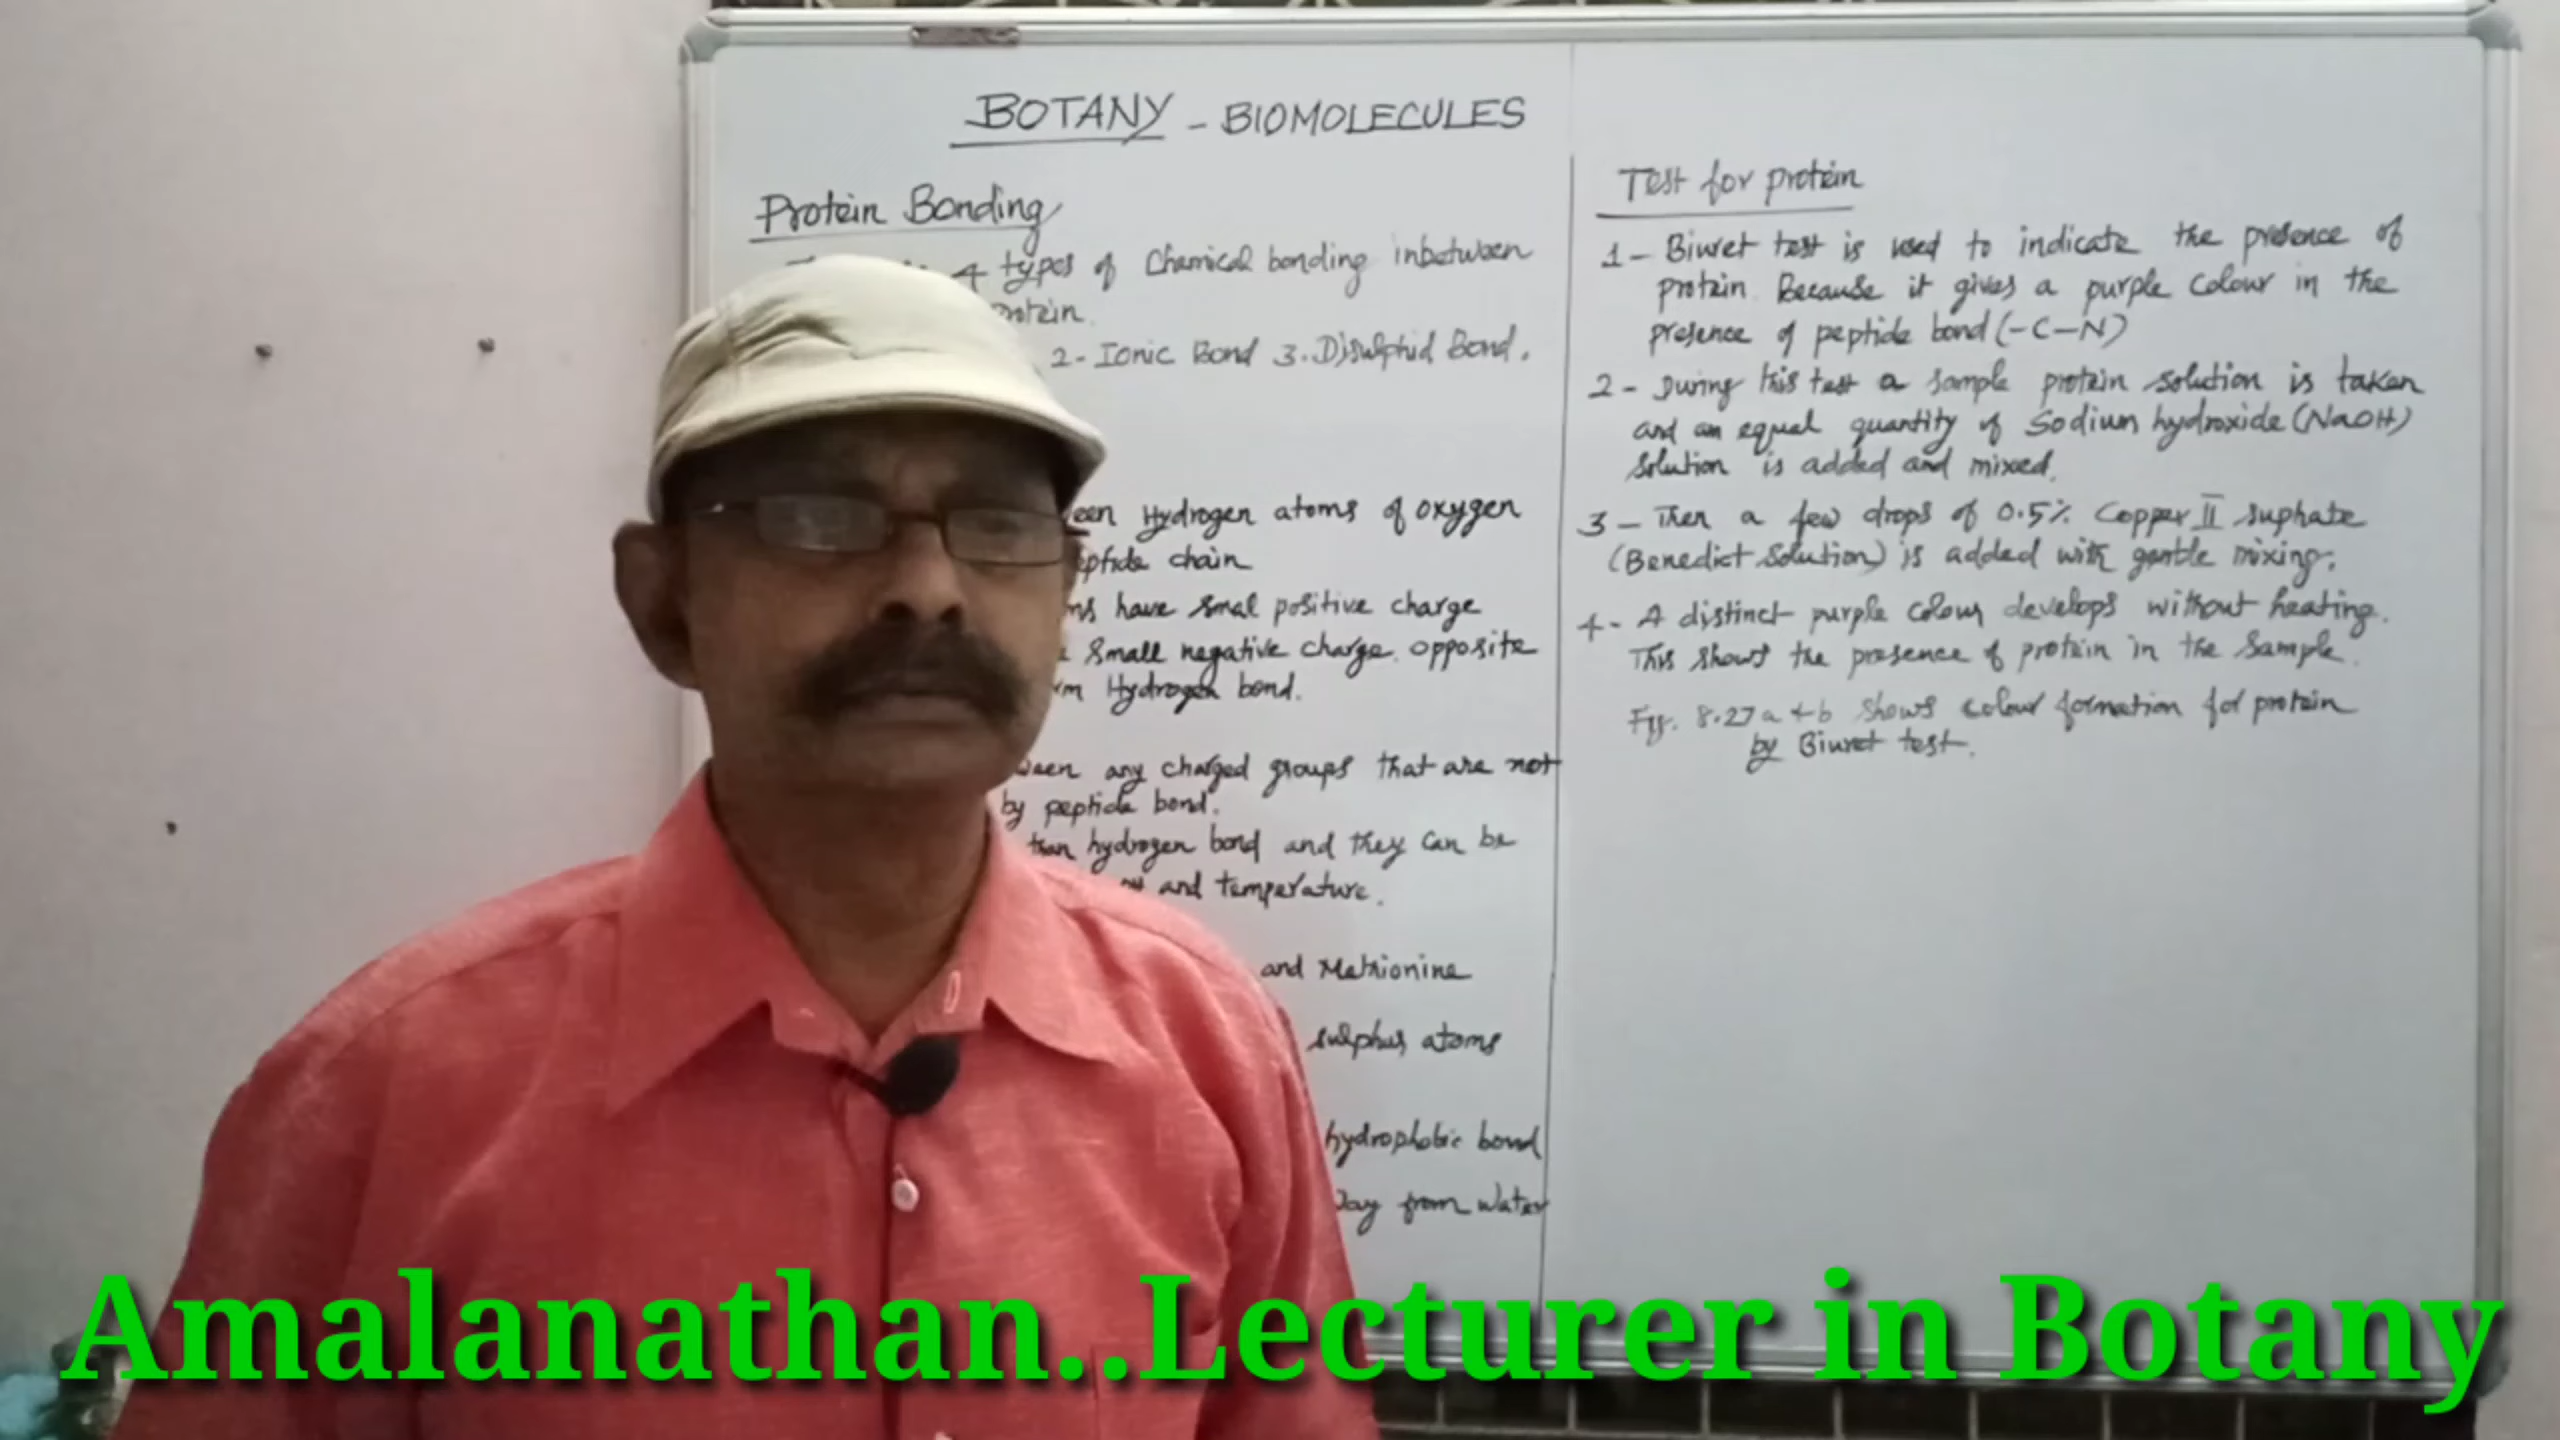 BOTANY - BIOMOLECULES
Protein Bonding
4 types of Chamical bonding inbetween
protein.
2- Ionic Bond 3. Disulphid Bond.
Hydrogen atoms of oxygen
chain
have smal positive charge
small negative charge. opposite
Hydrogen bond.
any charged groups that are not
by peptide bond.
than hydrogen bond and they can be
and temperature.
and Methionine
sulphur atoms
hydrophobic bond
from water
Test for protein
1- Biuret test is used to indicate the presence of
protein. Because it gives a purple colour in the
presence of peptide bond (-C-N)
2- During this test a sample protein solution is taken
and an equal quantity of Sodium hydroxide (NaOH)
solution is added and mixed.
3- Then a few drops of 0.5% Copper II suphate
(Benedict solution) is added with gentle mixing.
4- A distinct purple colour develops without heating.
This shows the presence of protein in the sample.
Fig. 8.27 a & b shows colour formation for protein
by Biuret test.
Amalanathan..Lecturer in Botany